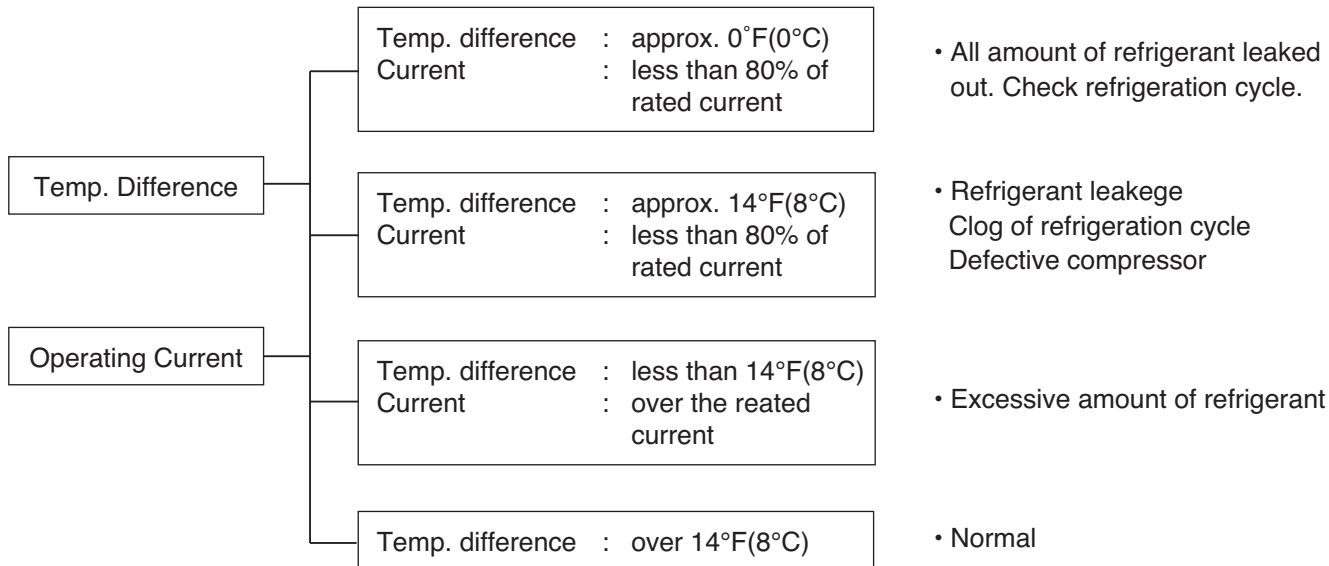 Temp. difference : approx. 0˚F(0°C)
Current : less than 80% of
rated current
• All amount of refrigerant leaked
out. Check refrigeration cycle.
Temp. Difference
Temp. difference : approx. 14°F(8°C)
Current : less than 80% of
rated current
• Refrigerant leakege
Clog of refrigeration cycle
Defective compressor
Operating Current
Temp. difference : less than 14°F(8°C)
Current : over the reated
current
• Excessive amount of refrigerant
Temp. difference : over 14°F(8°C)
• Normal